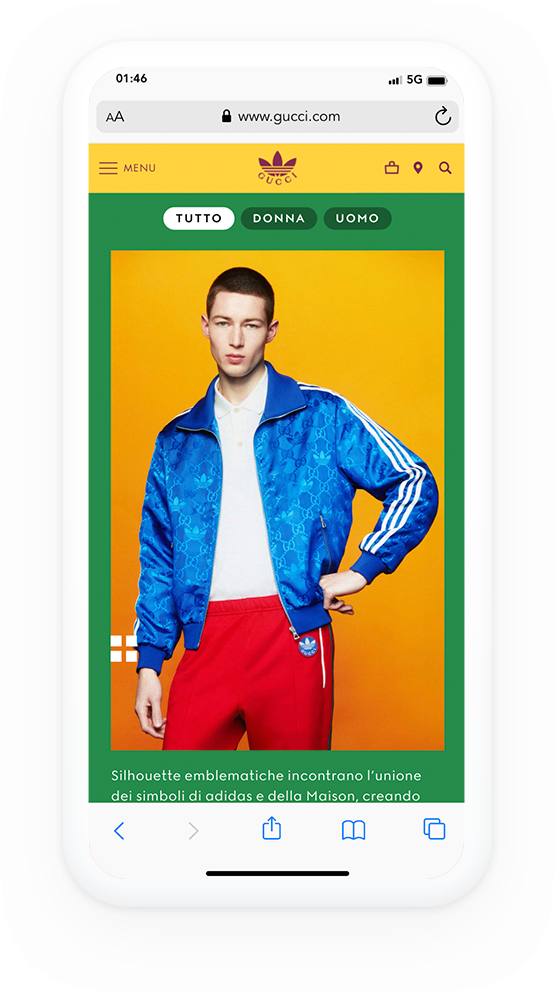 01:46
5G
AA
www.gucci.com
MENU
GUCCI
TUTTO
DONNA
UOMO
Silhouette emblematiche incontrano l'unione
dei simboli di adidas e della Maison, creando